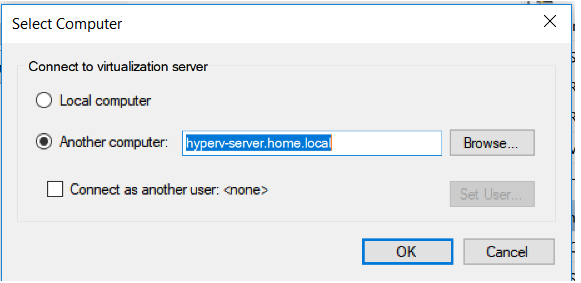 Select Computer
Connect to virtualization server
Local computer
Another computer: hyperv-server.home.local Browse...
Connect as another user: <none> Set User...
OK Cancel